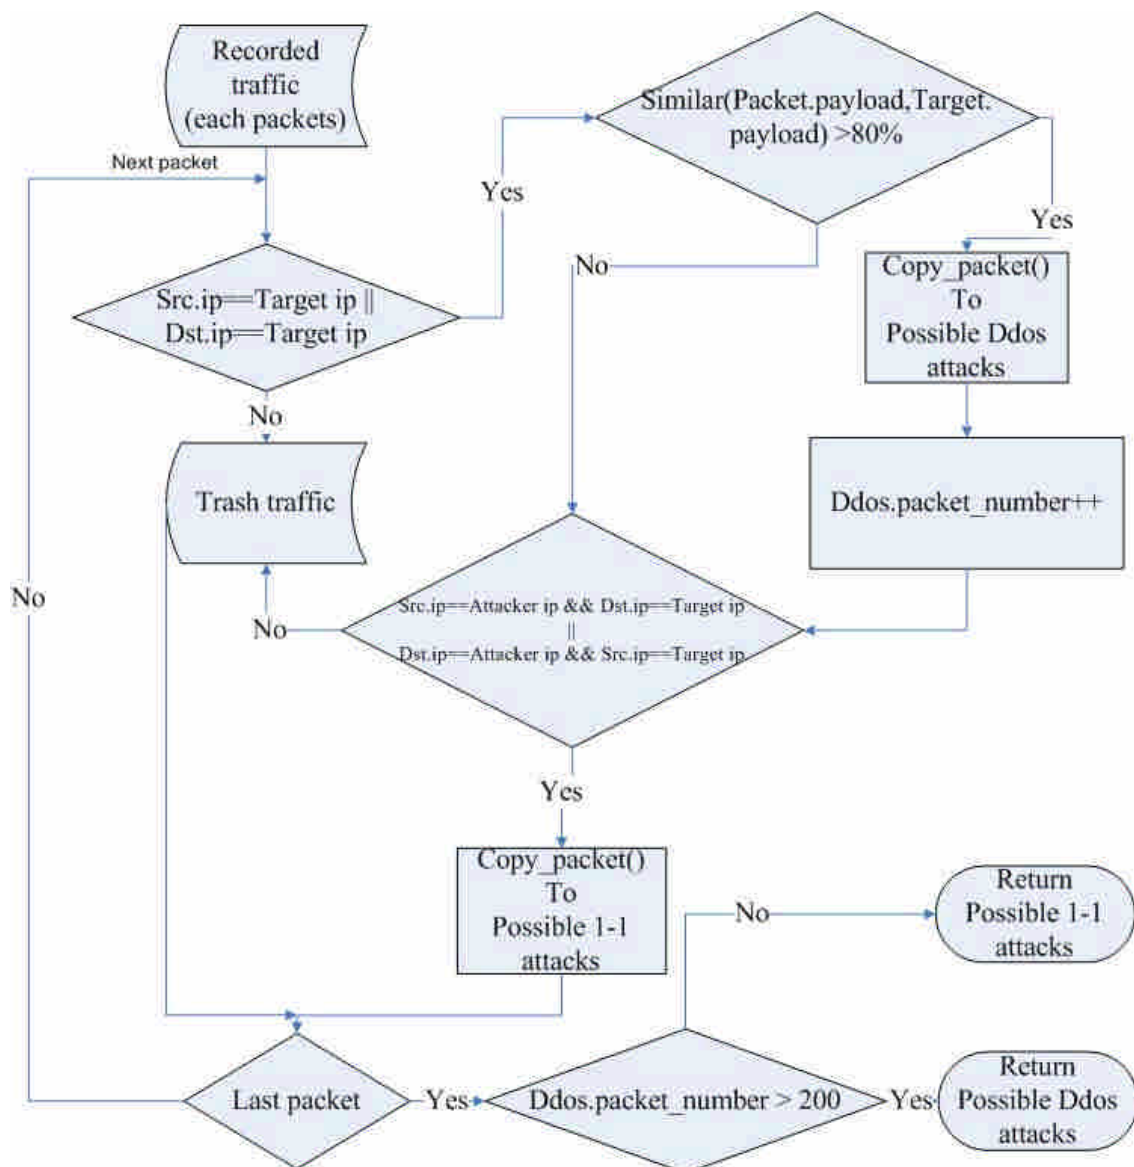 Recorded
traffic
(each packets)
Next packet
Similar(Packet.payload,Target.
payload) >80%
Yes
Yes
Src.ip==Target ip ||
Dst.ip==Target ip
No
Copy_packet()
To
Possible Ddos
attacks
No
Trash traffic
Ddos.packet_number++
No
Src.ip==Attacker ip && Dst.ip==Target ip
||
Dst.ip==Attacker ip && Src.ip==Target ip
No
Yes
Copy_packet()
To
Possible 1-1
attacks
No
Return
Possible 1-1
attacks
Last packet
Yes
Ddos.packet_number > 200
Yes
Return
Possible Ddos
attacks